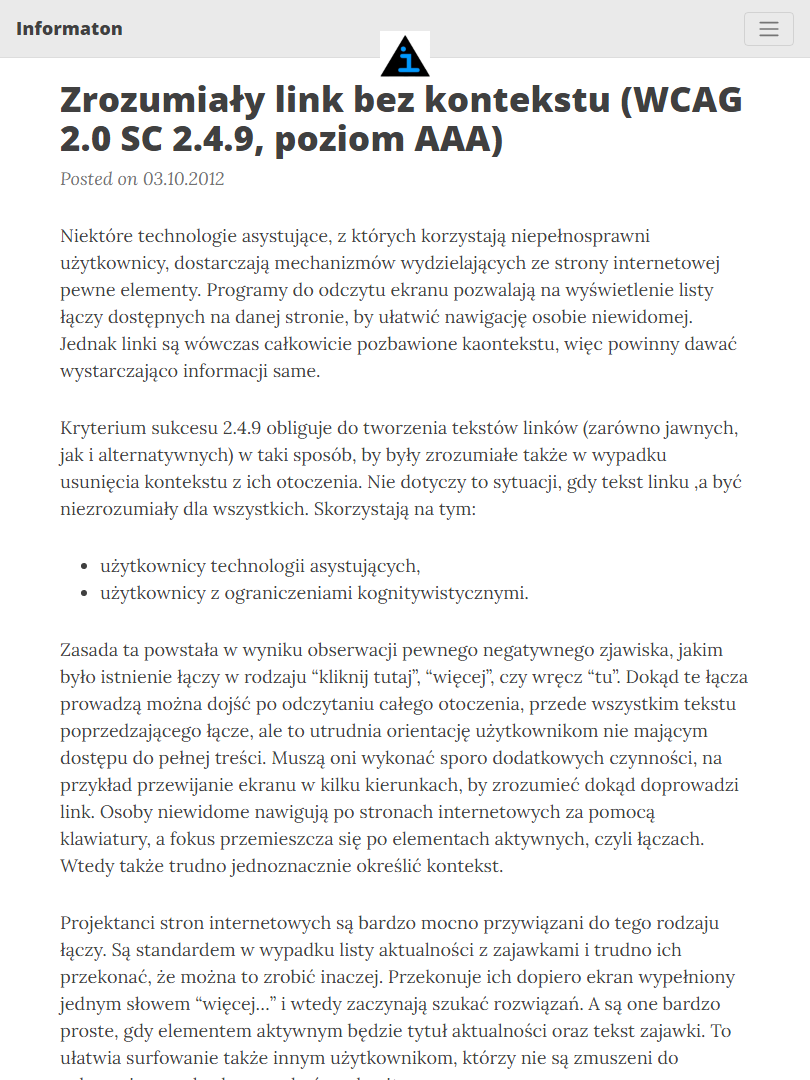 Informaton
Zrozumiały link bez kontekstu (WCAG
2.0 SC 2.4.9, poziom AAA)
Posted on 03.10.2012
Niektóre technologie asystujące, z których korzystają niepełnosprawni
użytkownicy, dostarczają mechanizmów wydzielających ze strony internetowej
pewne elementy. Programy do odczytu ekranu pozwalają na wyświetlenie listy
łączy dostępnych na danej stronie, by ułatwić nawigację osobie niewidomej.
Jednak linki są wówczas całkowicie pozbawione kaontekstu, więc powinny dawać
wystarczająco informacji same.
Kryterium sukcesu 2.4.9 obliguje do tworzenia tekstów linków (zarówno jawnych,
jak i alternatywnych) w taki sposób, by były zrozumiałe także w wypadku
usunięcia kontekstu z ich otoczenia. Nie dotyczy to sytuacji, gdy tekst linku ,a być
niezrozumiały dla wszystkich. Skorzystają na tym:
• użytkownicy technologii asystujących,
• użytkownicy z ograniczeniami kognitywistycznymi.
Zasada ta powstała w wyniku obserwacji pewnego negatywnego zjawiska, jakim
było istnienie łączy w rodzaju “kliknij tutaj”, “więcej”, czy wręcz “tu”. Dokąd te łącza
prowadzą można dojść po odczytaniu całego otoczenia, przede wszystkim tekstu
poprzedzającego łącze, ale to utrudnia orientację użytkownikom nie mającym
dostępu do pełnej treści. Muszą oni wykonać sporo dodatkowych czynności, na
przykład przewijanie ekranu w kilku kierunkach, by zrozumieć dokąd doprowadzi
link. Osoby niewidome nawigują po stronach internetowych za pomocą
klawiatury, a fokus przemieszcza się po elementach aktywnych, czyli łączach.
Wtedy także trudno jednoznacznie określić kontekst.
Projektanci stron internetowych są bardzo mocno przywiązani do tego rodzaju
łączy. Są standardem w wypadku listy aktualności z zajawkami i trudno ich
przekonać, że można to zrobić inaczej. Przekonuje ich dopiero ekran wypełniony
jednym słowem “więcej…” i wtedy zaczynają szukać rozwiązań. A są one bardzo
proste, gdy elementem aktywnym będzie tytuł aktualności oraz tekst zajawki. To
ułatwia surfowanie także innym użytkownikom, którzy nie są zmuszeni do